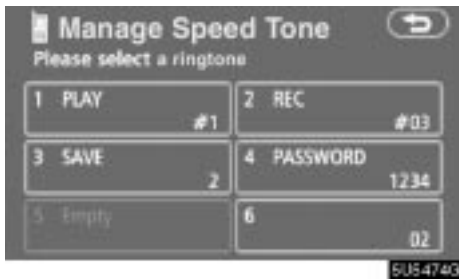 Manage Speed Tone
Please select a ringtone
1 PLAY
#1
2 REC
#03
3 SAVE
2
4 PASSWORD
1234
5 Empty
6
02
5U5474G